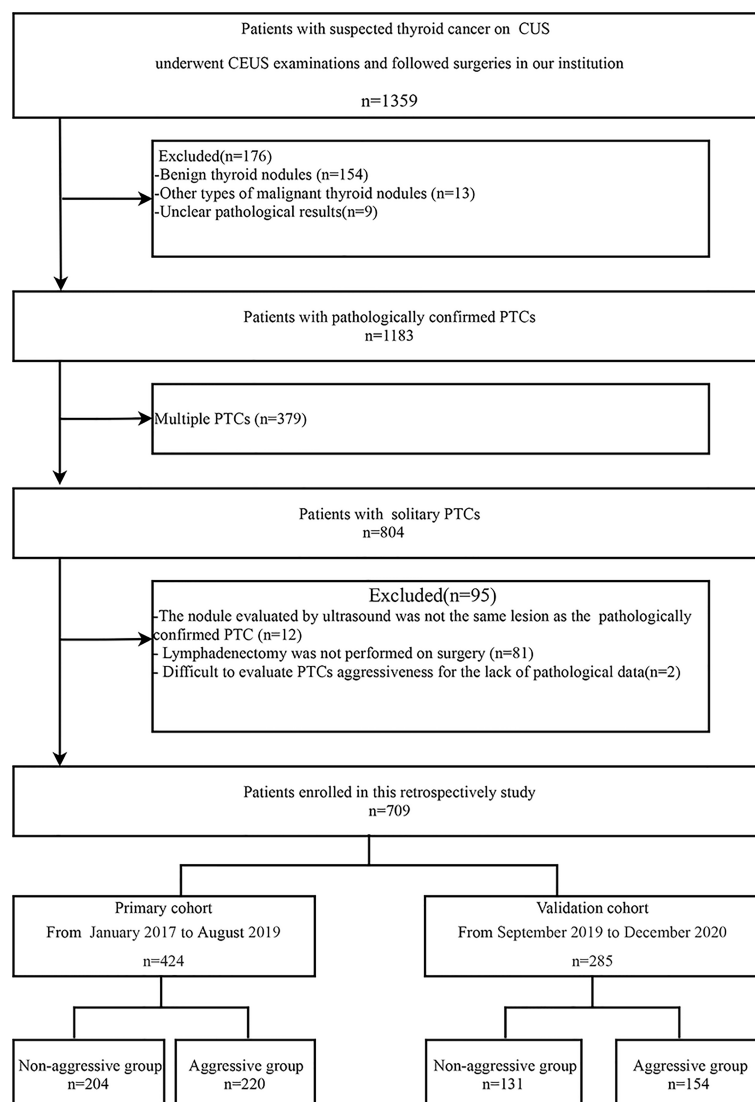 Patients with suspected thyroid cancer on CUS
underwent CEUS examinations and followed surgeries in our institution
n=1359
Excluded(n=176)
-Benign thyroid nodules (n=154)
-Other types of malignant thyroid nodules (n=13)
-Unclear pathological results(n=9)
Patients with pathologically confirmed PTCs
n=1183
Multiple PTCs (n=379)
Patients with solitary PTCs
n=804
Excluded(n=95)
-The nodule evaluated by ultrasound was not the same lesion as the pathologically
confirmed PTC (n=12)
- Lymphadenectomy was not performed on surgery (n=81)
- Difficult to evaluate PTCs aggressiveness for the lack of pathological data(n=2)
Patients enrolled in this retrospectively study
n=709
Primary cohort
From January 2017 to August 2019
n=424
Validation cohort
From September 2019 to December 2020
n=285
Non-aggressive group
n=204
Aggressive group
n=220
Non-aggressive group
n=131
Aggressive group
n=154